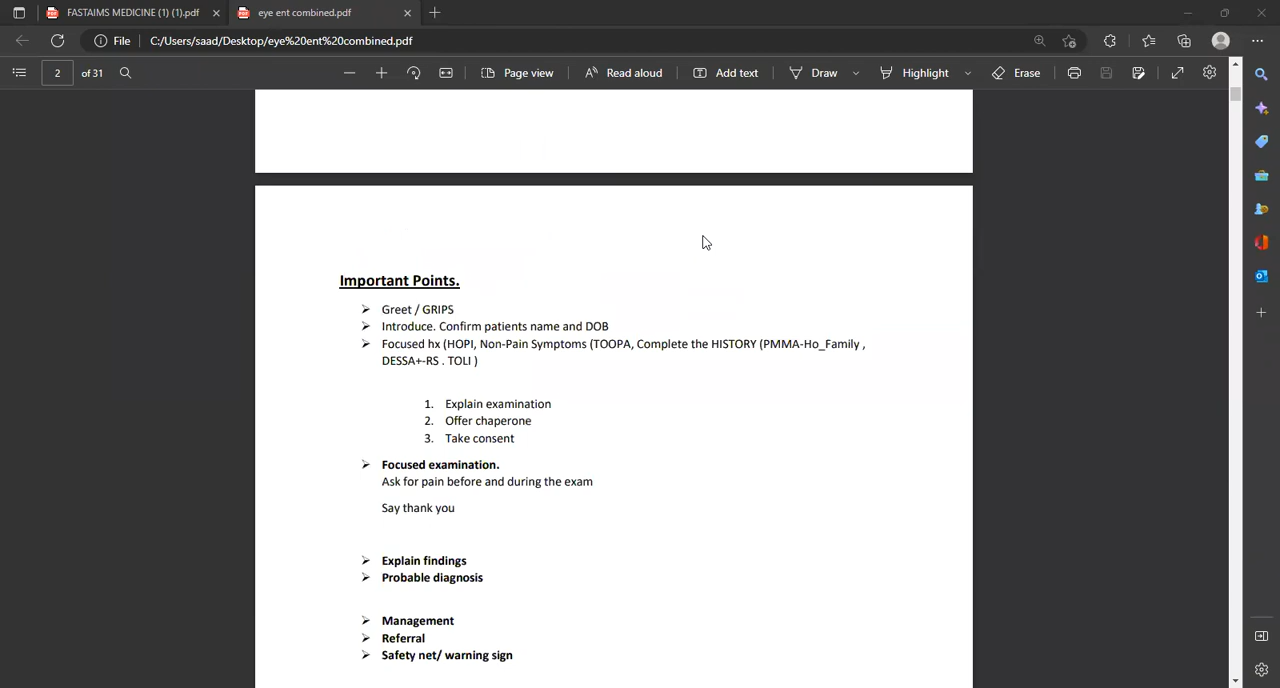 FASTAIMS MEDICINE (1) (1).pdf
eye ent combined.pdf
File
C:/Users/saad/Desktop/eye%20ent%20combined.pdf
2 of 31
Page view
Read aloud
Add text
Draw
Highlight
Erase
Important Points.
➢ Greet / GRIPS
➢ Introduce. Confirm patients name and DOB
➢ Focused hx (HOPI, Non-Pain Symptoms (TOOPA, Complete the HISTORY (PMMA-Ho_Family ,
DESSA+-RS . TOLI )
1. Explain examination
2. Offer chaperone
3. Take consent
➢ Focused examination.
Ask for pain before and during the exam
Say thank you
➢ Explain findings
➢ Probable diagnosis
➢ Management
➢ Referral
➢ Safety net/ warning sign